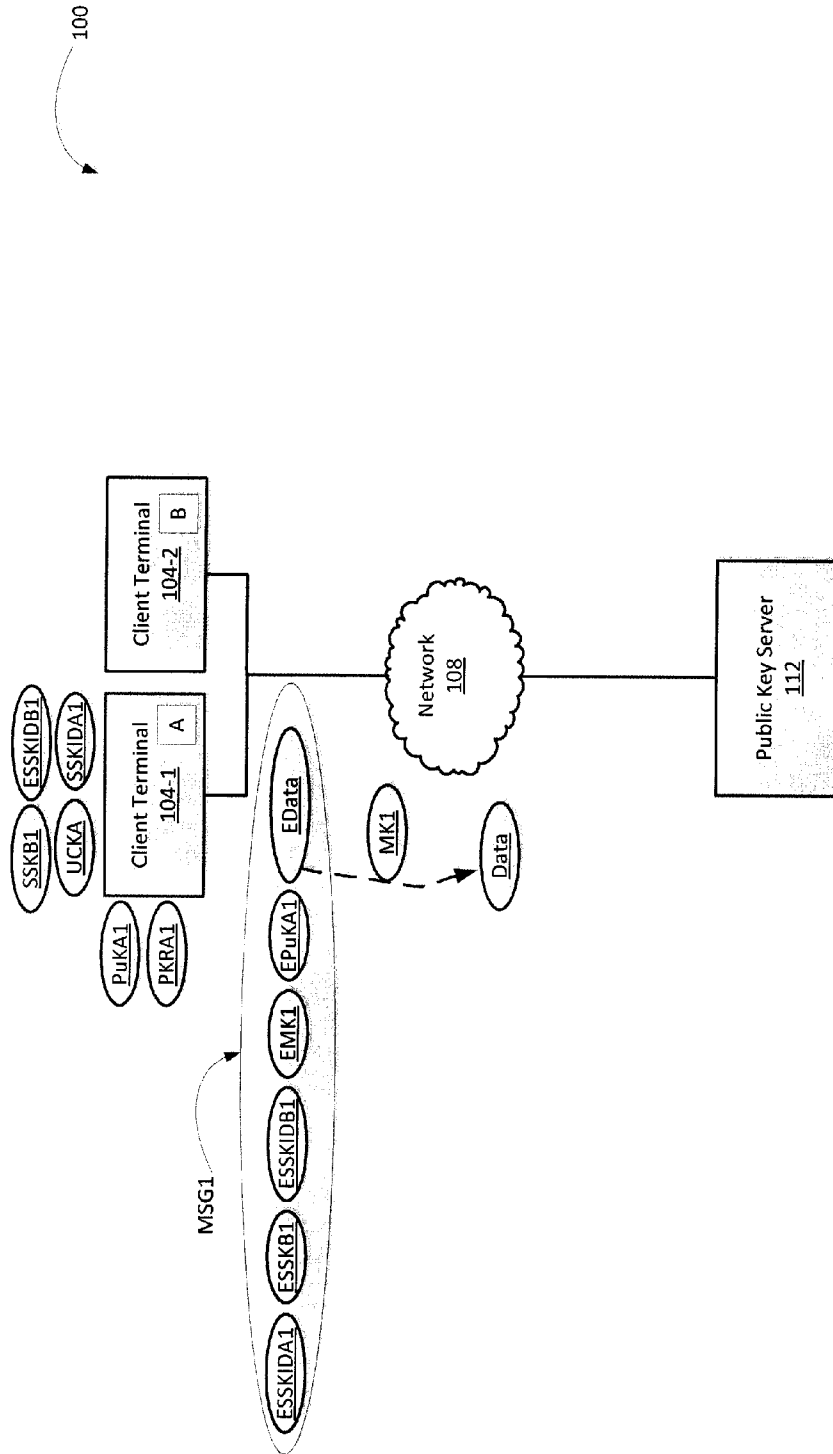 100
SSKB1
ESSKIDB1
UCKA
SSKIDA1
PuKA1
PKRA1
Client Terminal
104-1
A
Client Terminal
104-2
B
MSG1
ESSKIDA1
ESSKB1
ESSKIDB1
EMK1
EPuKA1
EData
MK1
Data
Network
108
Public Key Server
112